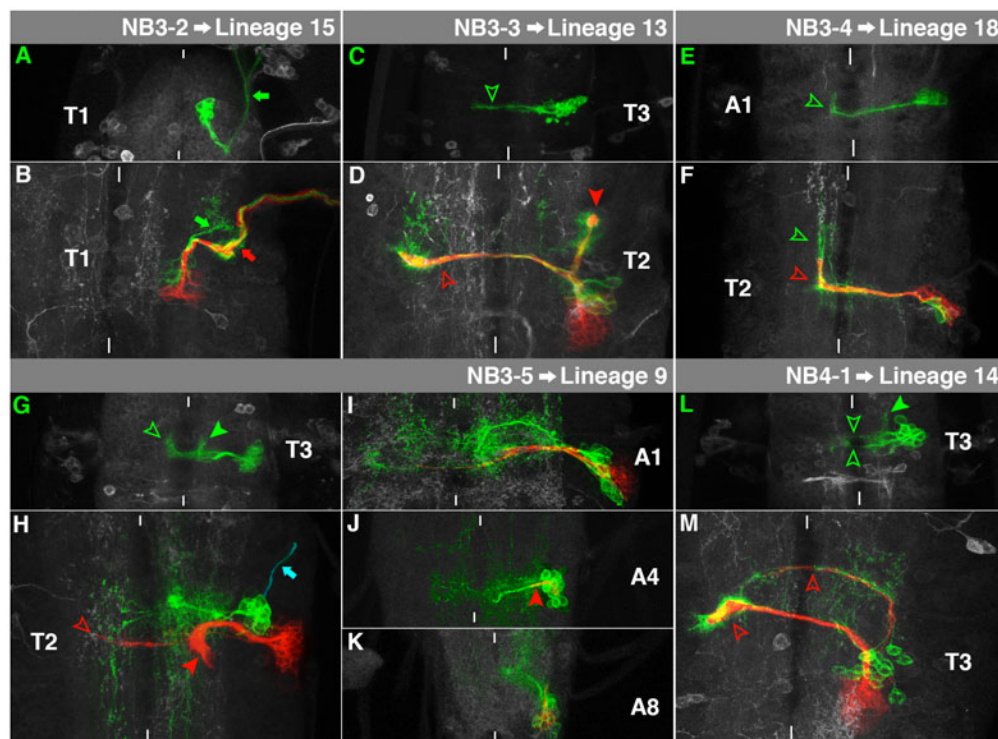 NB3-2 ➡ Lineage 15
NB3-3 ➡ Lineage 13
NB3-4 ➡ Lineage 18
A
T1
C
T3
E
A1
B
T1
D
T2
F
T2
NB3-5 ➡ Lineage 9
NB4-1 ➡ Lineage 14
G
T3
I
A1
L
T3
H
T2
J
A4
M
T3
K
A8